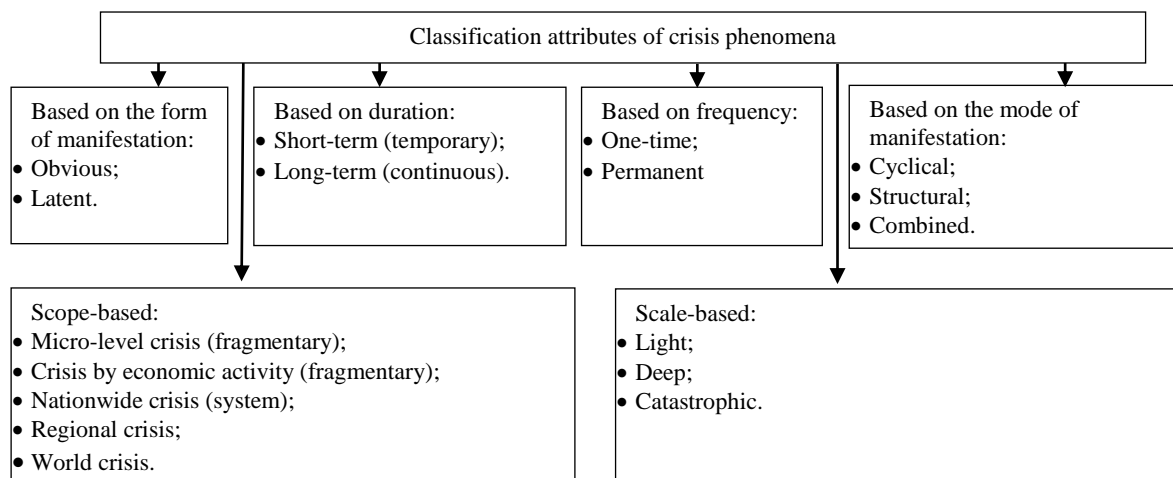 Classification attributes of crisis phenomena
Based on the form
of manifestation:
• Obvious;
• Latent.
Based on duration:
• Short-term (temporary);
• Long-term (continuous).
Based on frequency:
• One-time;
• Permanent
Based on the mode of
manifestation:
• Cyclical;
• Structural;
• Combined.
Scope-based:
• Micro-level crisis (fragmentary);
• Crisis by economic activity (fragmentary);
• Nationwide crisis (system);
• Regional crisis;
• World crisis.
Scale-based:
• Light;
• Deep;
• Catastrophic.